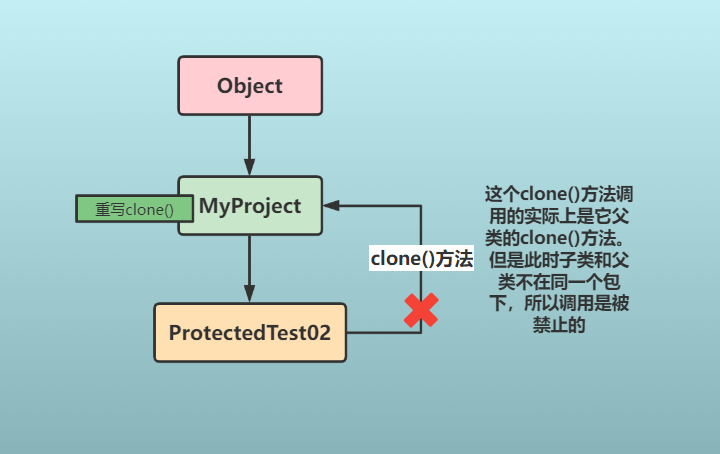 Object
重写clone()
MyProject
clone()方法
ProtectedTest02
这个clone()方法调
用的实际上是它父
类的clone()方法。
但是此时子类和父
类不在同一个包
下，所以调用是被
禁止的